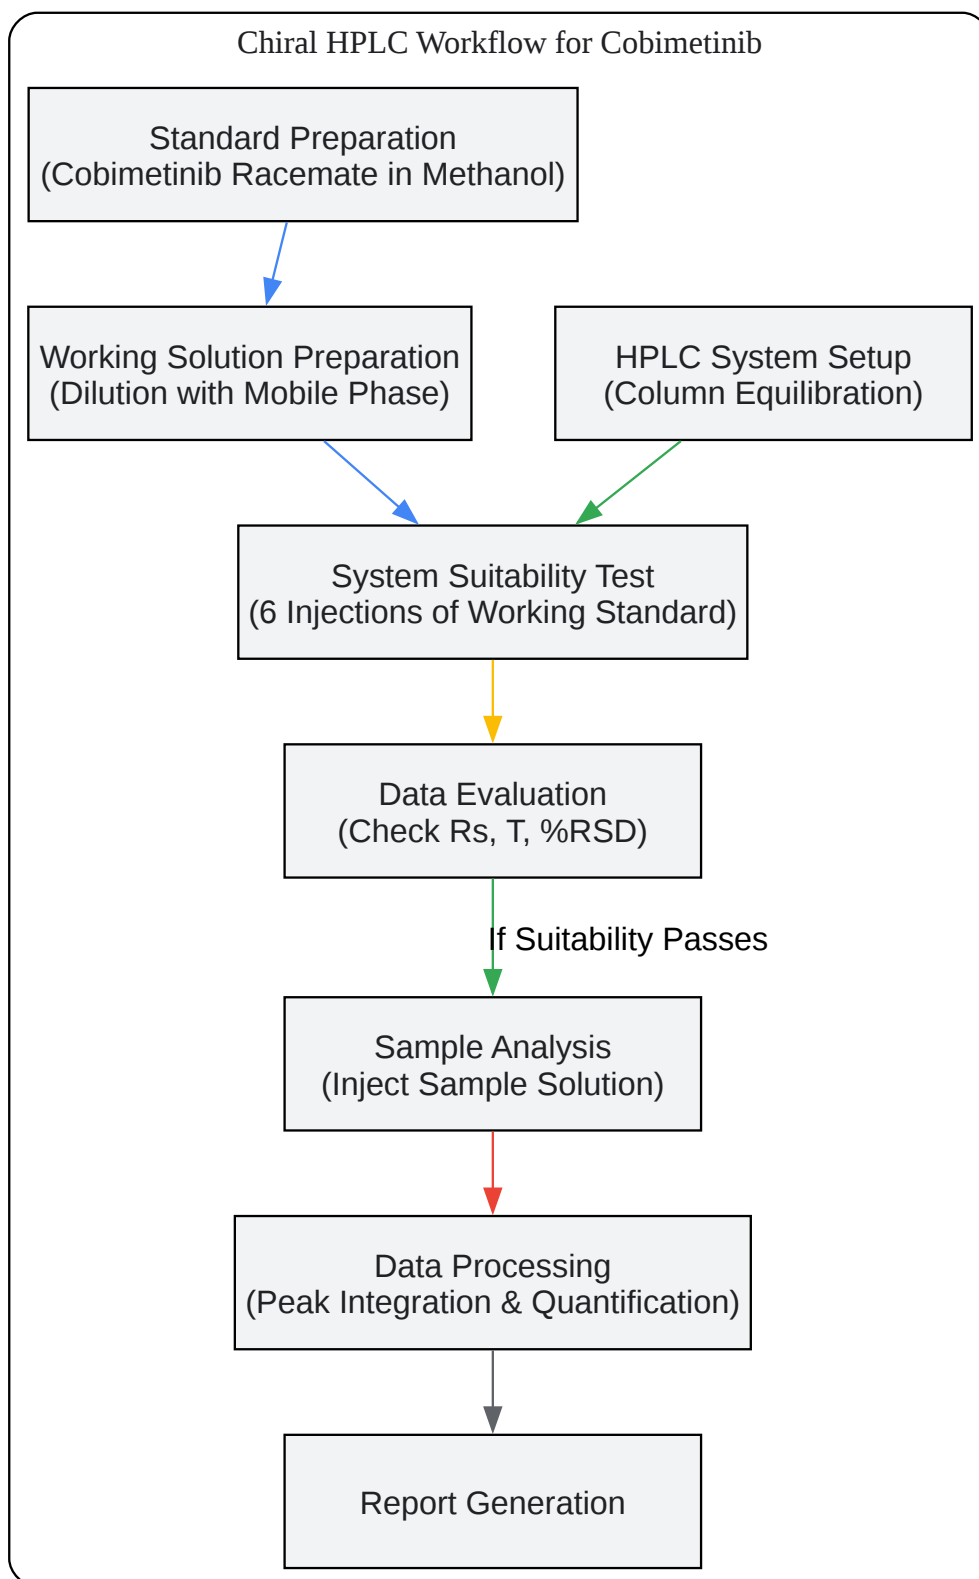 Chiral HPLC Workflow for Cobimetinib
Standard Preparation
(Cobimetinib Racemate in Methanol)
Working Solution Preparation
(Dilution with Mobile Phase)
HPLC System Setup
(Column Equilibration)
System Suitability Test
(6 Injections of Working Standard)
Data Evaluation
(Check Rs, T, %RSD)
If Suitability Passes
Sample Analysis
(Inject Sample Solution)
Data Processing
(Peak Integration & Quantification)
Report Generation